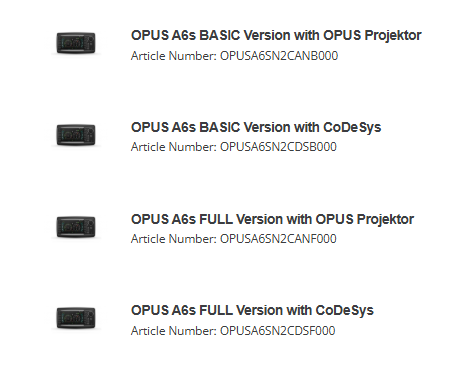 OPUS A6s BASIC Version with OPUS Projektor
Article Number: OPUSA6SN2CANB000
OPUS A6s BASIC Version with CoDeSys
Article Number: OPUSA6SN2CDSB000
OPUS A6s FULL Version with OPUS Projektor
Article Number: OPUSA6SN2CANF000
OPUS A6s FULL Version with CoDeSys
Article Number: OPUSA6SN2CDSF000